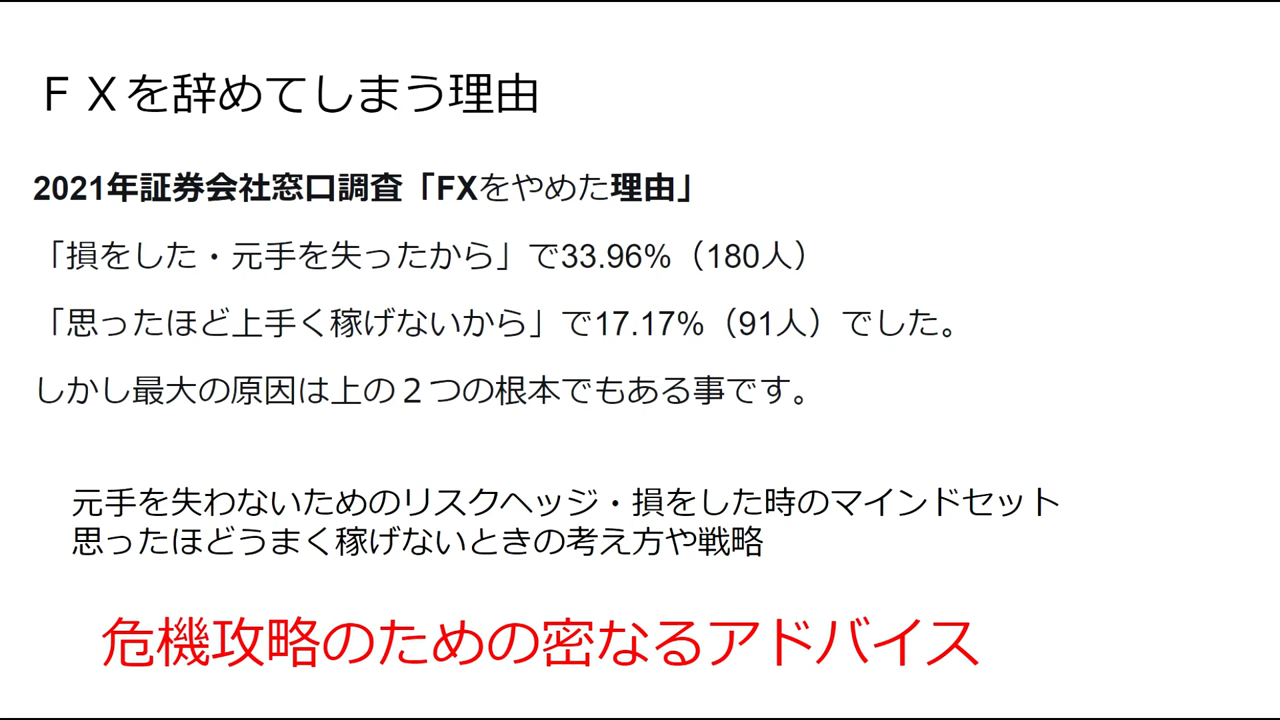 ＦＸを辞めてしまう理由
2021年証券会社窓口調査「FXをやめた理由」
「損をした・元手を失ったから」で33.96%（180人）
「思ったほど上手く稼げないから」で17.17%（91人）でした。
しかし最大の原因は上の２つの根本でもある事です。
元手を失わないためのリスクヘッジ・損をした時のマインドセット
思ったほどうまく稼げないときの考え方や戦略
危機攻略のための密なるアドバイス